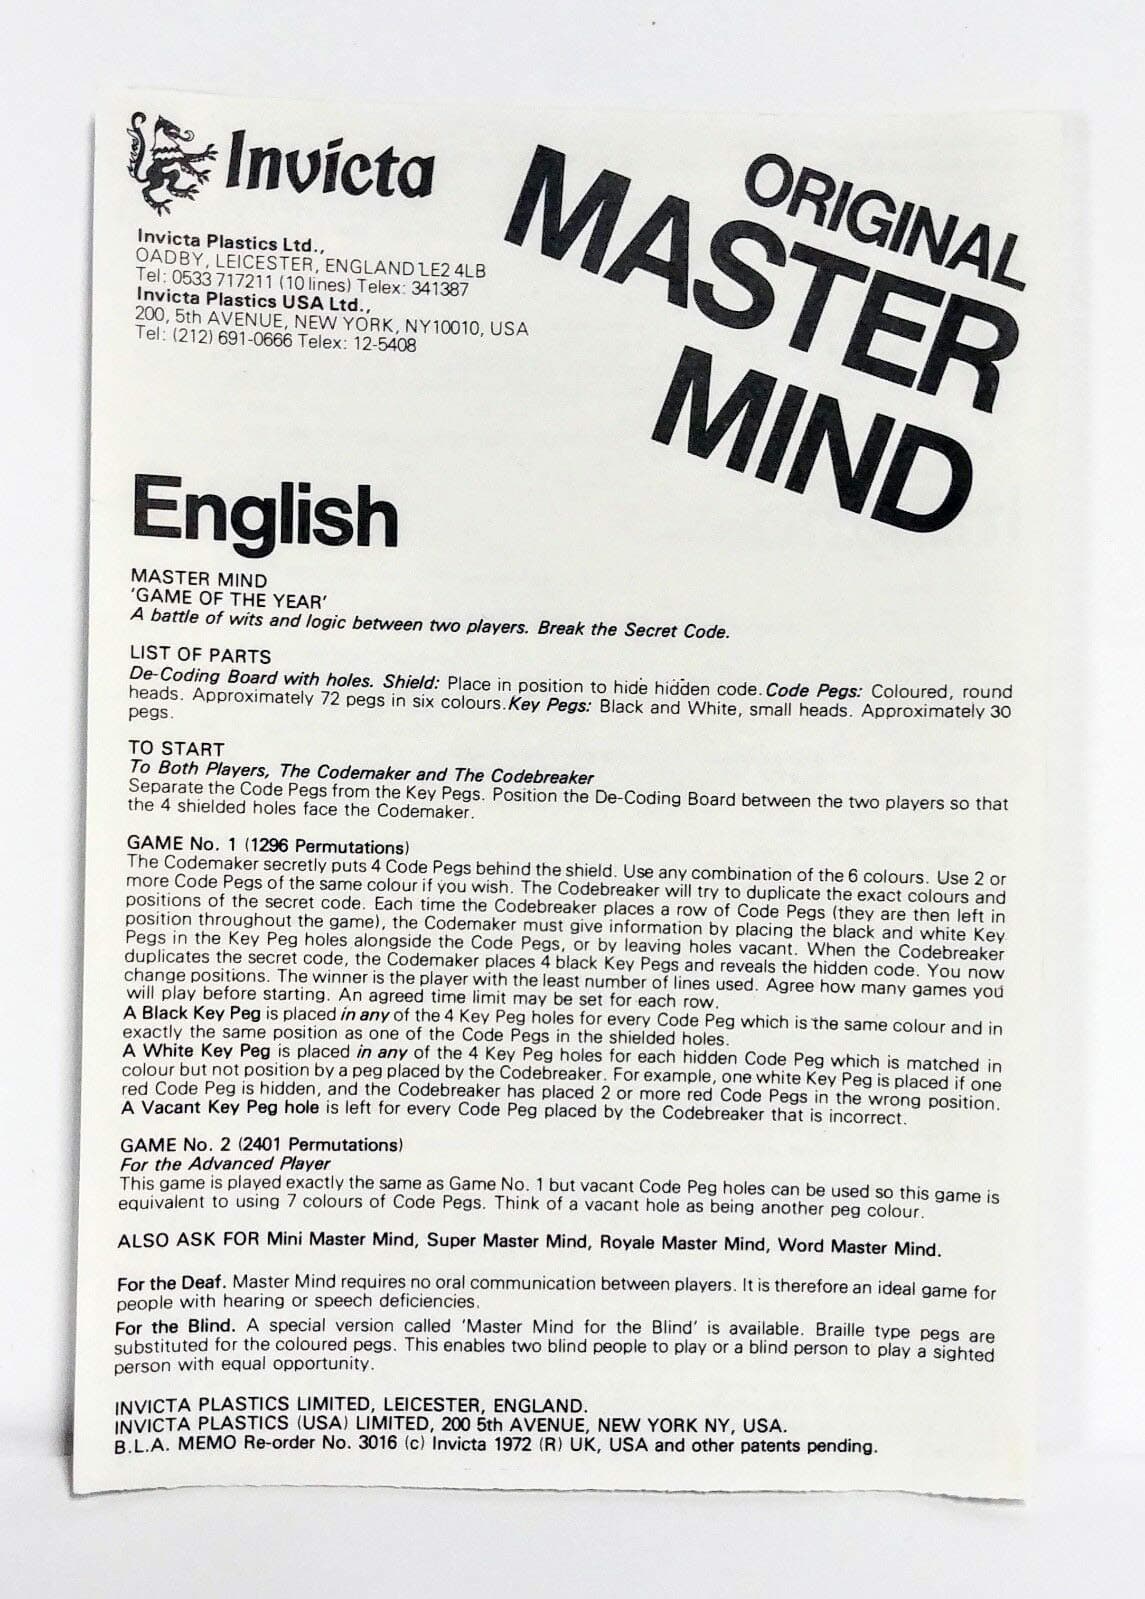 Invicta
ORIGINAL
MASTER
MIND
Invicta Plastics Ltd.,
OADBY, LEICESTER, ENGLAND LE2 4LB
Tel: 0533 717211 (10 lines) Telex: 341387
Invicta Plastics USA Ltd.,
200, 5th AVENUE, NEW YORK, NY10010, USA
Tel: (212) 691-0666 Telex: 12-5408
English
MASTER MIND
'GAME OF THE YEAR'
A battle of wits and logic between two players. Break the Secret Code.
LIST OF PARTS
De-Coding Board with holes. Shield: Place in position to hide hidden code. Code Pegs: Coloured, round
heads. Approximately 72 pegs in six colours. Key Pegs: Black and White, small heads. Approximately 30
pegs.
TO START
To Both Players, The Codemaker and The Codebreaker
Separate the Code Pegs from the Key Pegs. Position the De-Coding Board between the two players so that
the 4 shielded holes face the Codemaker.
GAME No. 1 (1296 Permutations)
The Codemaker secretly puts 4 Code Pegs behind the shield. Use any combination of the 6 colours. Use 2 or
more Code Pegs of the same colour if you wish. The Codebreaker will try to duplicate the exact colours and
positions of the secret code. Each time the Codebreaker places a row of Code Pegs (they are then left in
position throughout the game), the Codemaker must give information by placing the black and white Key
Pegs in the Key Peg holes alongside the Code Pegs, or by leaving holes vacant. When the Codebreaker
duplicates the secret code, the Codemaker places 4 black Key Pegs and reveals the hidden code. You now
change positions. The winner is the player with the least number of lines used. Agree how many games you
will play before starting. An agreed time limit may be set for each row.
A Black Key Peg is placed in any of the 4 Key Peg holes for every Code Peg which is the same colour and in
exactly the same position as one of the Code Pegs in the shielded holes.
A White Key Peg is placed in any of the 4 Key Peg holes for each hidden Code Peg which is matched in
colour but not position by a peg placed by the Codebreaker. For example, one white Key Peg is placed if one
red Code Peg is hidden, and the Codebreaker has placed 2 or more red Code Pegs in the wrong position.
A Vacant Key Peg hole is left for every Code Peg placed by the Codebreaker that is incorrect.
GAME No. 2 (2401 Permutations)
For the Advanced Player
This game is played exactly the same as Game No. 1 but vacant Code Peg holes can be used so this game is
equivalent to using 7 colours of Code Pegs. Think of a vacant hole as being another peg colour.
ALSO ASK FOR Mini Master Mind, Super Master Mind, Royale Master Mind, Word Master Mind.
For the Deaf. Master Mind requires no oral communication between players. It is therefore an ideal game for
people with hearing or speech deficiencies.
For the Blind. A special version called 'Master Mind for the Blind' is available. Braille type pegs are
substituted for the coloured pegs. This enables two blind people to play or a blind person to play a sighted
person with equal opportunity.
INVICTA PLASTICS LIMITED, LEICESTER, ENGLAND.
INVICTA PLASTICS (USA) LIMITED, 200 5th AVENUE, NEW YORK NY, USA.
B.L.A. MEMO Re-order No. 3016 (c) Invicta 1972 (R) UK, USA and other patents pending.